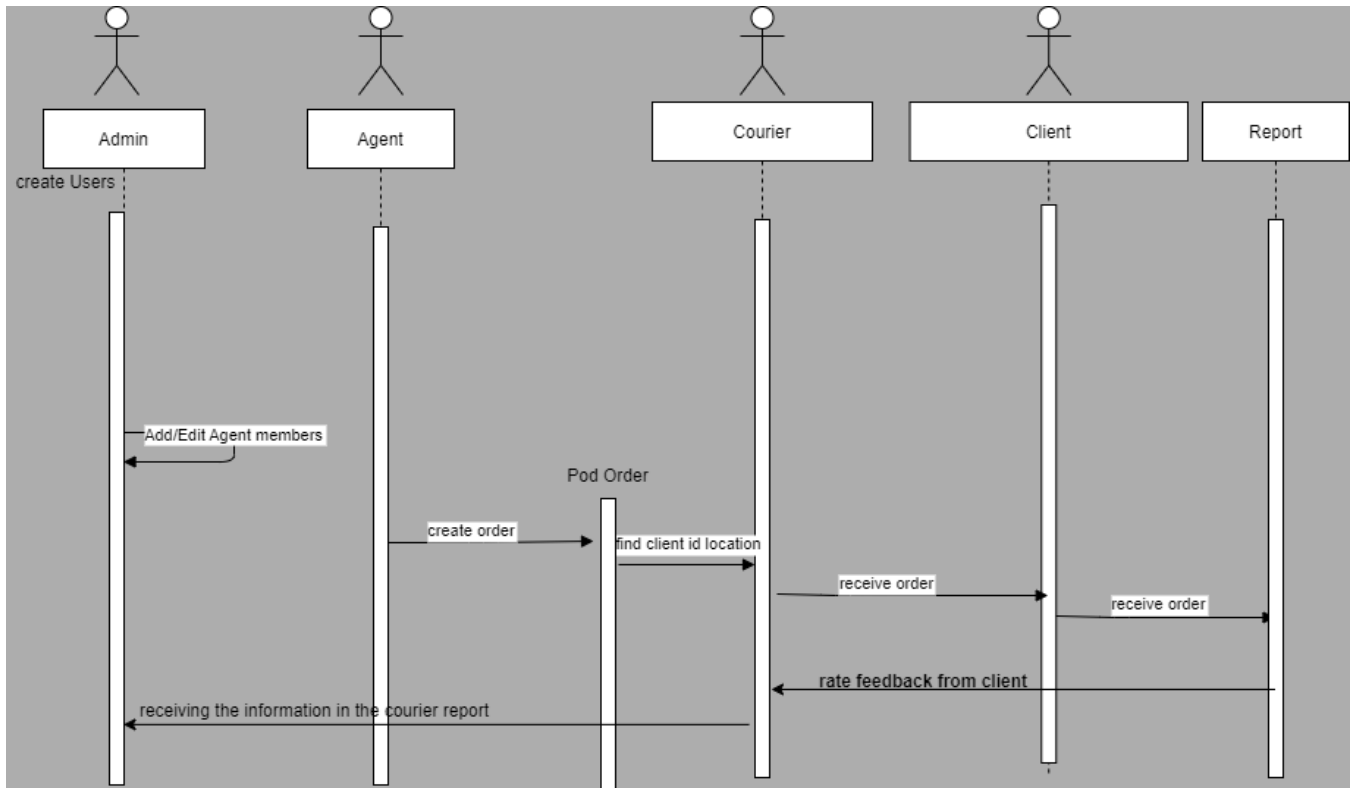 Admin
Agent
Courier
Client
Report
create Users
Add/Edit Agent members
Pod Order
create order
find client id location
receive order
receive order
rate feedback from client
receiving the information in the courier report